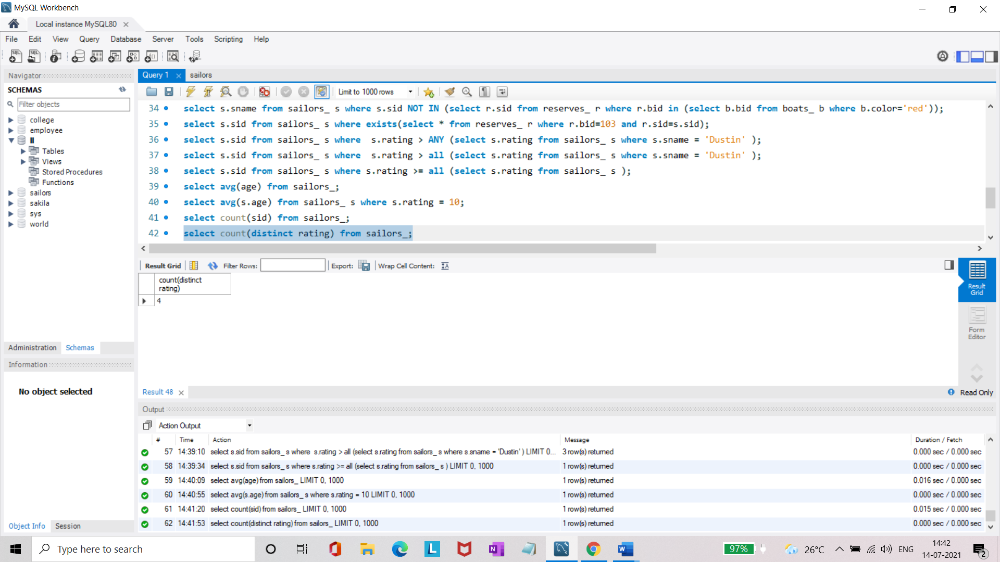 MySQL Workbench
Local instance MySQL80
File Edit View Query Database Server Tools Scripting Help
Navigator
SCHEMAS
Filter objects
college
employee
ll
Tables
Views
Stored Procedures
Functions
sailors
sakila
sys
world
Administration Schemas
Information
No object selected
Object Info Session
Query 1 sailors
Limit to 1000 rows
34 select s.sname from sailors_ s where s.sid NOT IN (select r.sid from reserves_ r where r.bid in (select b.bid from boats_ b where b.color='red'));
35 select s.sid from sailors_ s where exists(select * from reserves_ r where r.bid=103 and r.sid=s.sid);
36 select s.sid from sailors_ s where  s.rating > ANY (select s.rating from sailors_ s where s.sname = 'Dustin' );
37 select s.sid from sailors_ s where  s.rating > all (select s.rating from sailors_ s where s.sname = 'Dustin' );
38 select s.sid from sailors_ s where s.rating >= all (select s.rating from sailors_ s );
39 select avg(age) from sailors_;
40 select avg(s.age) from sailors_ s where s.rating = 10;
41 select count(sid) from sailors_;
42 select count(distinct rating) from sailors_;
Result Grid Filter Rows: Export: Wrap Cell Content:
count(distinct
rating)
4
Result
Grid
Form
Editor
Result 48
Read Only
Output
Action Output
# Time Action Message Duration / Fetch
57 14:39:10 select s.sid from sailors_ s where  s.rating > all (select s.rating from sailors_ s where s.sname = 'Dustin' ) LIMIT 0... 3 row(s) returned 0.000 sec / 0.000 sec
58 14:39:34 select s.sid from sailors_ s where s.rating >= all (select s.rating from sailors_ s ) LIMIT 0, 1000 1 row(s) returned 0.000 sec / 0.000 sec
59 14:40:09 select avg(age) from sailors_ LIMIT 0, 1000 1 row(s) returned 0.016 sec / 0.000 sec
60 14:40:55 select avg(s.age) from sailors_ s where s.rating = 10 LIMIT 0, 1000 1 row(s) returned 0.000 sec / 0.000 sec
61 14:41:20 select count(sid) from sailors_ LIMIT 0, 1000 1 row(s) returned 0.015 sec / 0.000 sec
62 14:41:53 select count(distinct rating) from sailors_ LIMIT 0, 1000 1 row(s) returned 0.000 sec / 0.000 sec
Type here to search
97%
26°C
ENG
14:42
14-07-2021
2